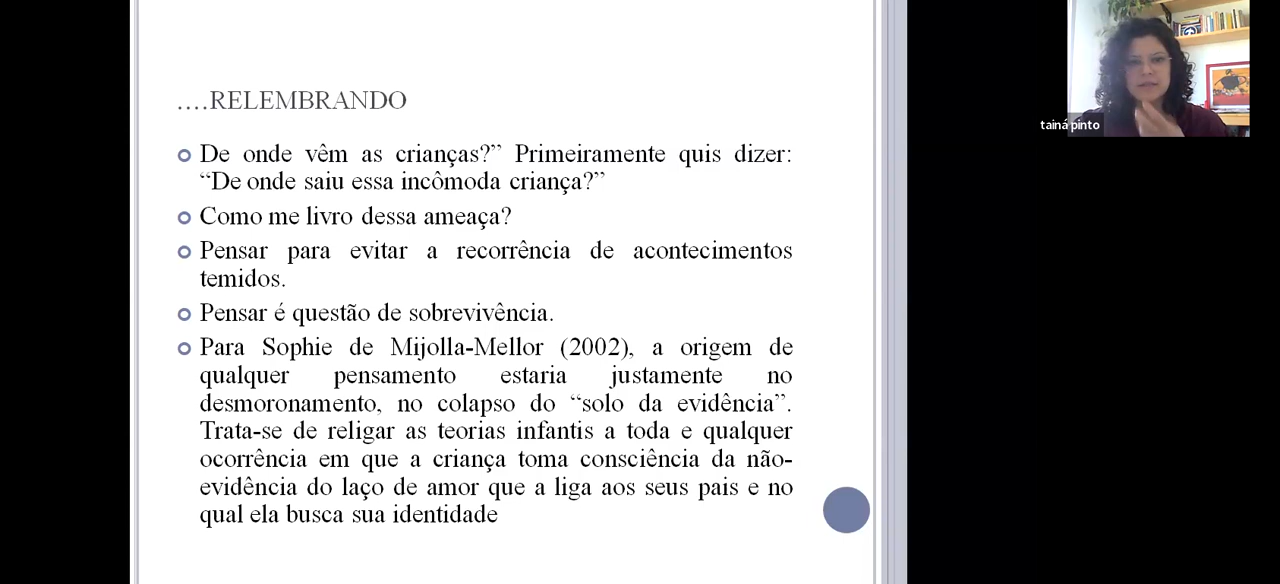 ....RELEMBRANDO
De onde vêm as crianças?” Primeiramente quis dizer:
“De onde saiu essa incômoda criança?”
Como me livro dessa ameaça?
Pensar para evitar a recorrência de acontecimentos
temidos.
Pensar é questão de sobrevivência.
Para Sophie de Mijolla-Mellor (2002), a origem de
qualquer pensamento estaria justamente no
desmoronamento, no colapso do “solo da evidência”.
Trata-se de religar as teorias infantis a toda e qualquer
ocorrência em que a criança toma consciência da não-
evidência do laço de amor que a liga aos seus pais e no
qual ela busca sua identidade
tainá pinto